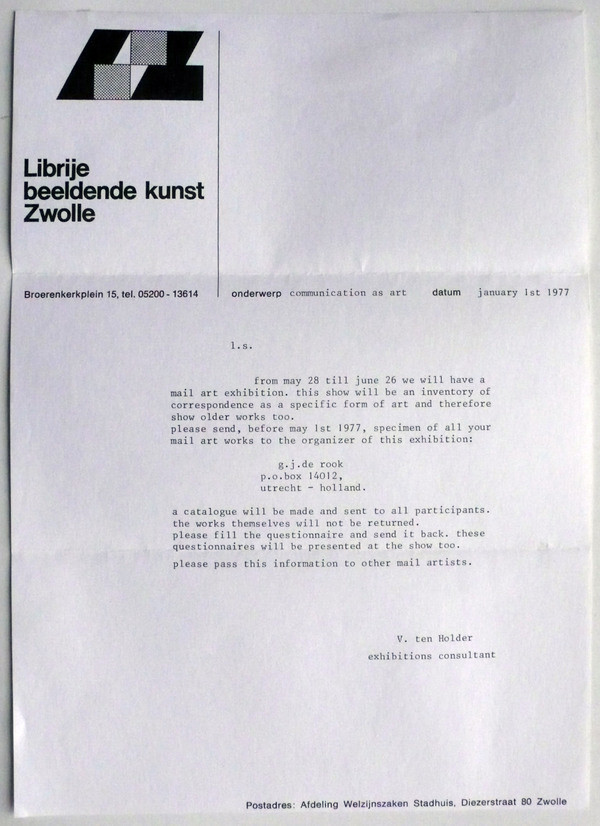 Librije
beeldende kunst
Zwolle
Broerenkerkplein 15, tel. 05200 - 13614
onderwerp communication as art datum january 1st 1977
l.s.
from may 28 till june 26 we will have a
mail art exhibition. this show will be an inventory of
correspondence as a specific form of art and therefore
show older works too.
please send, before may 1st 1977, specimen of all your
mail art works to the organizer of this exhibition:
g.j.de rook
p.o.box 14012,
utrecht - holland.
a catalogue will be made and sent to all participants.
the works themselves will not be returned.
please fill the questionnaire and send it back. these
questionnaires will be presented at the show too.
please pass this information to other mail artists.
V. ten Holder
exhibitions consultant
Postadres: Afdeling Welzijnszaken Stadhuis, Diezerstraat 80 Zwolle